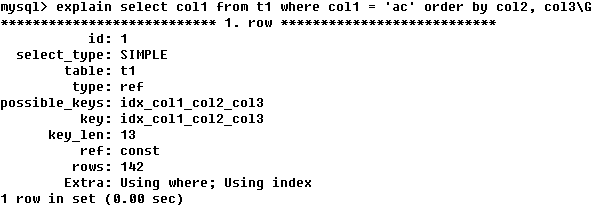 mysql> explain select col1 from t1 where col1 = 'ac' order by col2, col3\G
*************************** 1. row ***************************
id: 1
select_type: SIMPLE
table: t1
type: ref
possible_keys: idx_col1_col2_col3
key: idx_col1_col2_col3
key_len: 13
ref: const
rows: 142
Extra: Using where; Using index
1 row in set (0.00 sec)